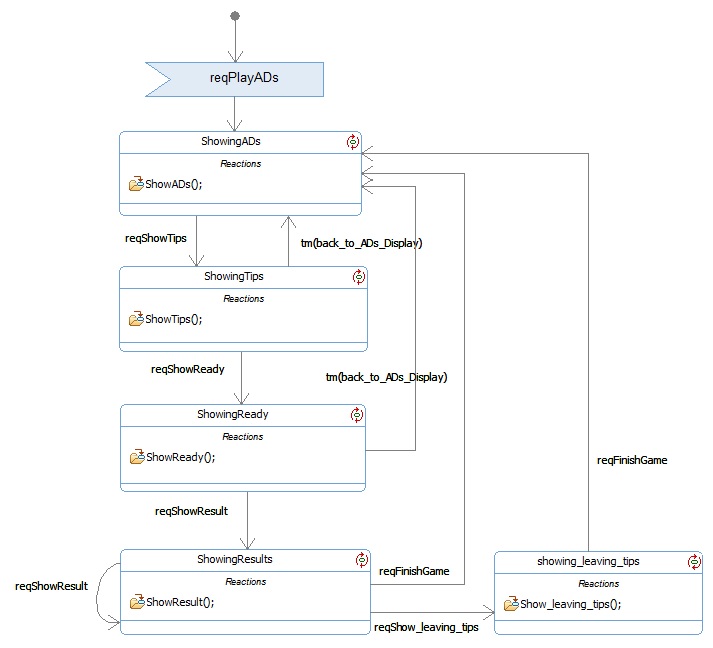 reqPlayADs
ShowingADs
Reactions
ShowADs();
reqShowTips
tm(back_to_ADs_Display)
ShowingTips
Reactions
ShowTips();
reqShowReady
tm(back_to_ADs_Display)
ShowingReady
Reactions
ShowReady();
reqFinishGame
reqShowResult
ShowingResults
Reactions
ShowResult();
reqShowResult
reqFinishGame
showing_leaving_tips
Reactions
Show_leaving_tips();
reqShow_leaving_tips